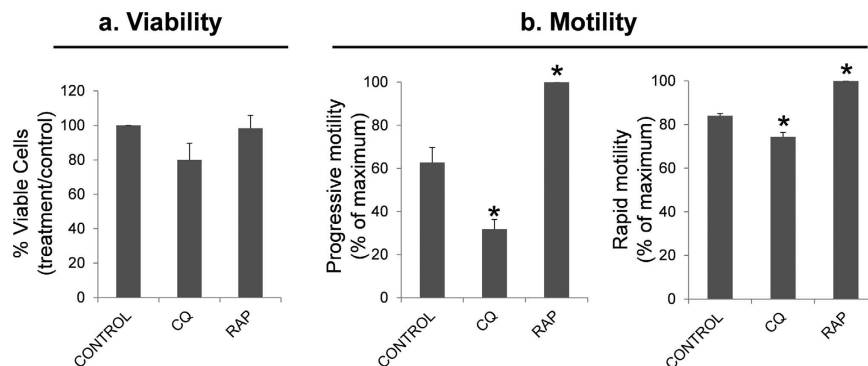 a. Viability
b. Motility
% Viable Cells
(treatment/control)
120
100
80
60
40
20
0
CONTROL
CQ
RAP
Progressive motility
(% of maximum)
100
80
60
40
20
0
*
*
CONTROL
CQ
RAP
Rapid motility
(% of maximum)
100
80
60
40
20
0
*
*
CONTROL
CQ
RAP